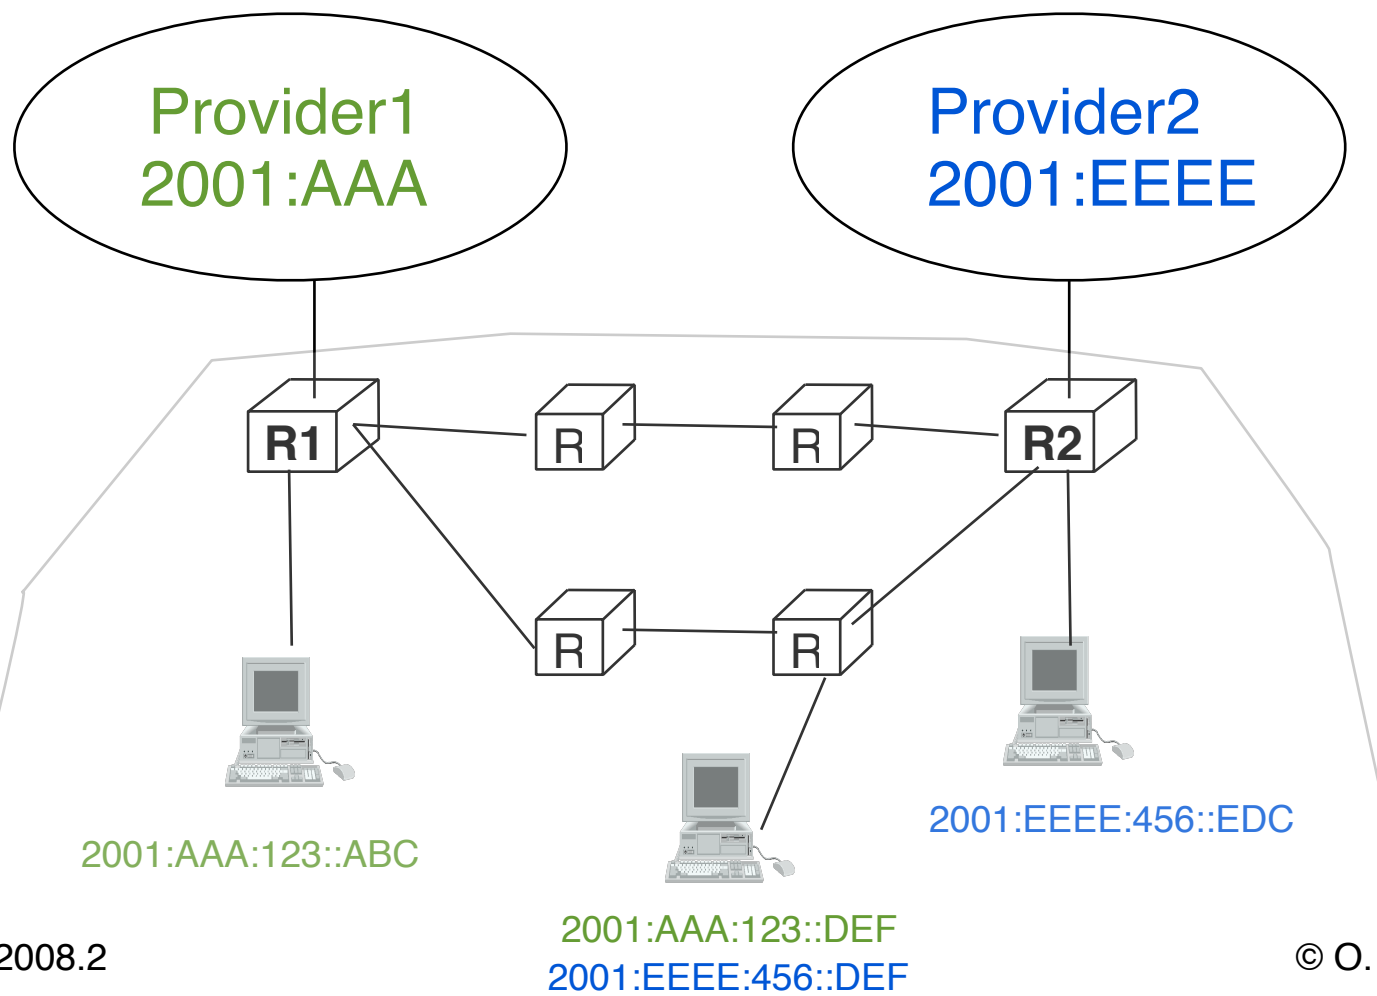 Provider1
2001:AAA
Provider2
2001:EEEE
R1
R
R
R2
R
R
2001:AAA:123::ABC
2001:EEEE:456::EDC
2001:AAA:123::DEF
2001:EEEE:456::DEF
2008.2
© O.